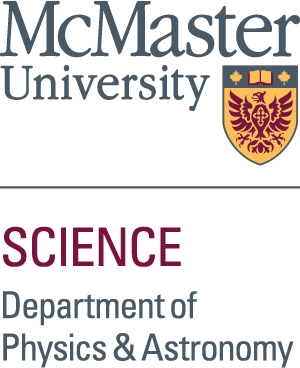 McMaster
University
SCIENCE
Department of
Physics & Astronomy